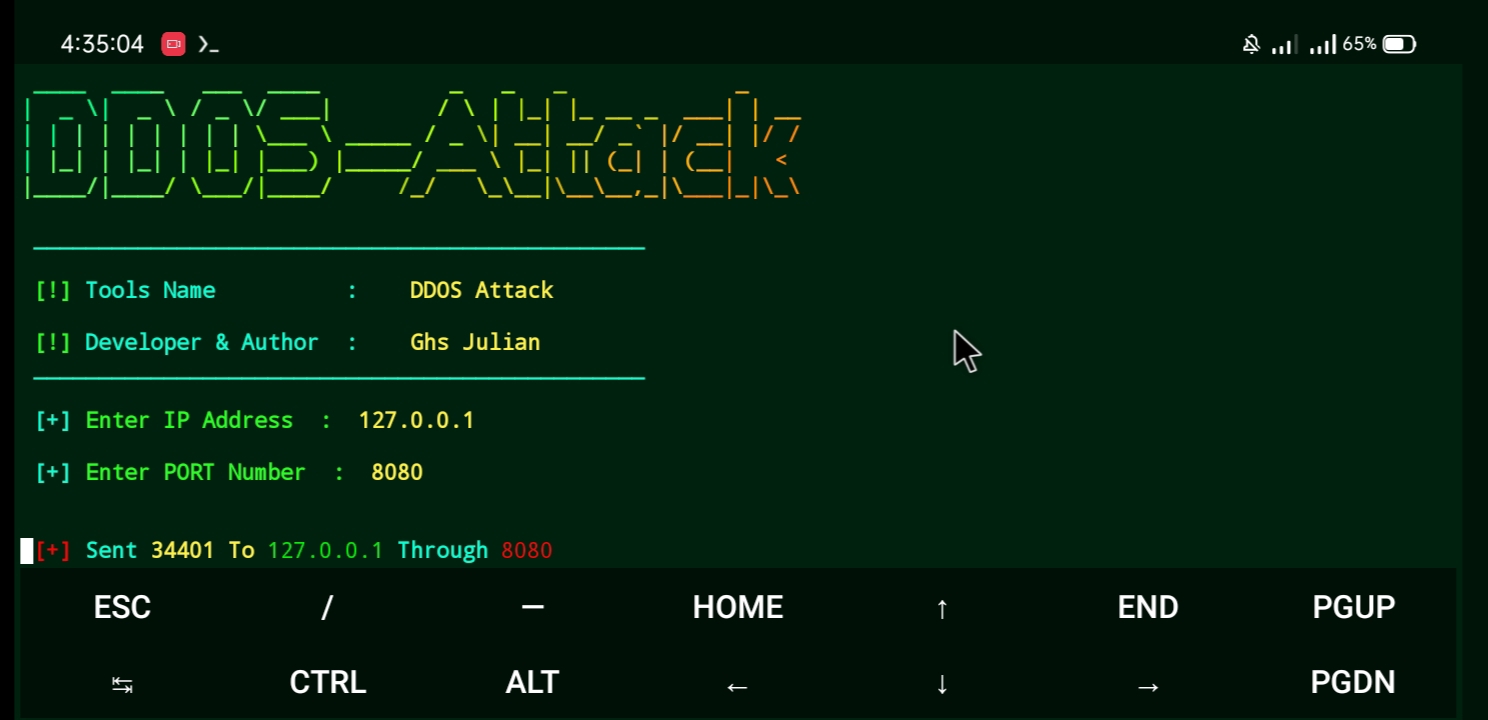 4:35:04 65%
DDOS-Attack
[!] Tools Name : DDOS Attack
[!] Developer & Author : Ghs Julian
[+] Enter IP Address : 127.0.0.1
[+] Enter PORT Number : 8080
[+] Sent 34401 To 127.0.0.1 Through 8080
ESC / — HOME ↑ END PGUP
↹ CTRL ALT ← ↓ → PGDN